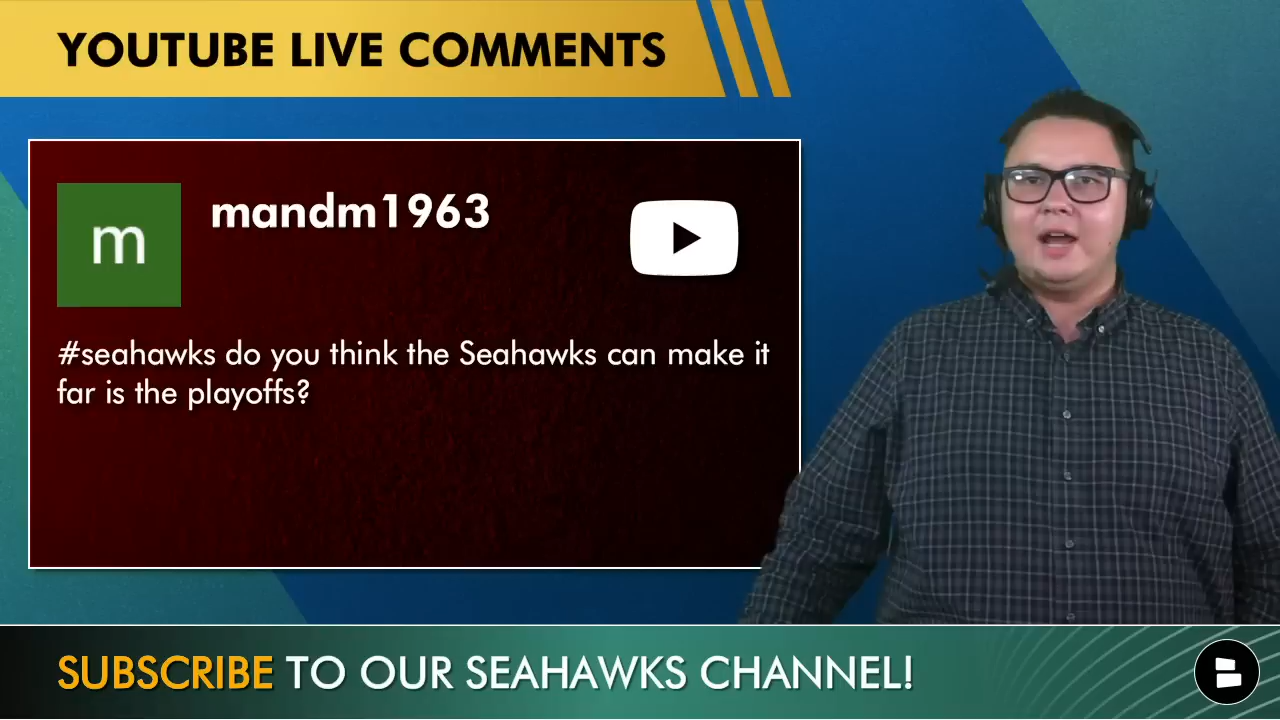 YOUTUBE LIVE COMMENTS
m
mandm1963
#seahawks do you think the Seahawks can make it
far is the playoffs?
SUBSCRIBE TO OUR SEAHAWKS CHANNEL!